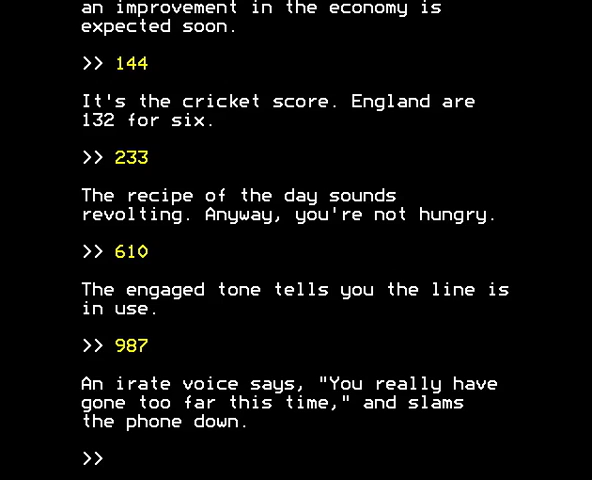 an improvement in the economy is
expected soon.
>> 144
It's the cricket score. England are
132 for six.
>> 233
The recipe of the day sounds
revolting. Anyway, you're not hungry.
>> 610
The engaged tone tells you the line is
in use.
>> 987
An irate voice says, "You really have
gone too far this time," and slams
the phone down.
>>